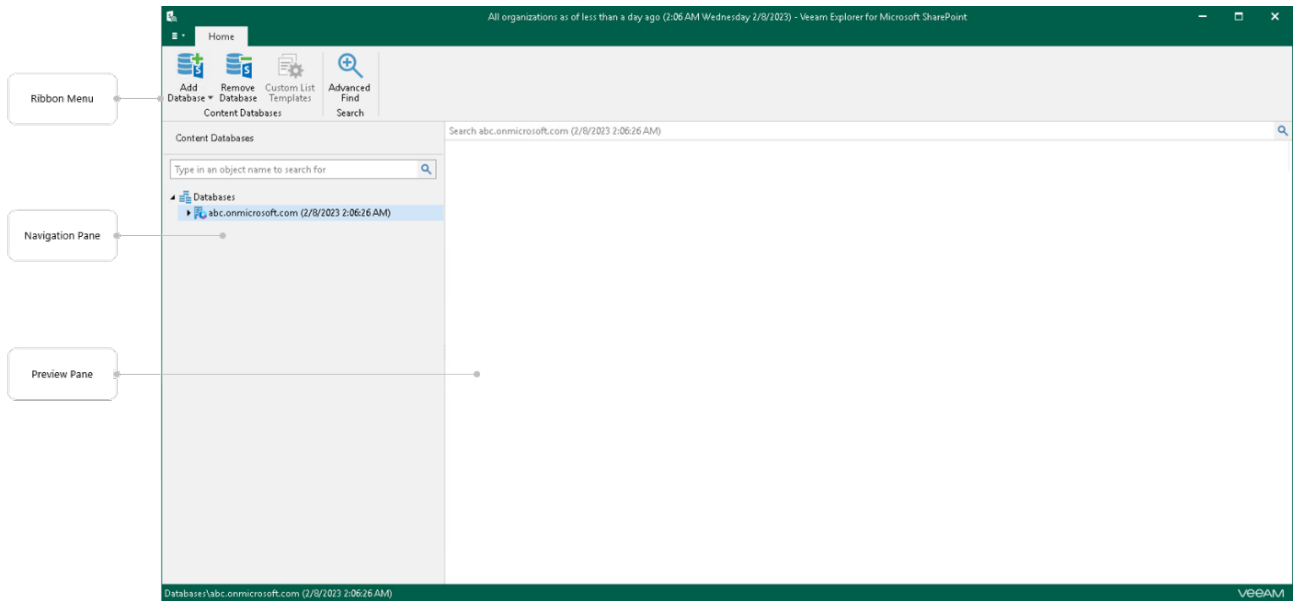 All organizations as of less than a day ago (2:06 AM Wednesday 2/8/2023) - Veeam Explorer for Microsoft SharePoint
Home
Add
Database
Remove
Database
Custom List
Templates
Advanced
Find
Content Databases
Search
Ribbon Menu
Content Databases
Search abc.onmicrosoft.com (2/8/2023 2:06:26 AM)
Type in an object name to search for
Databases
abc.onmicrosoft.com (2/8/2023 2:06:26 AM)
Navigation Pane
Preview Pane
Databases\abc.onmicrosoft.com (2/8/2023 2:06:26 AM)
veeAM